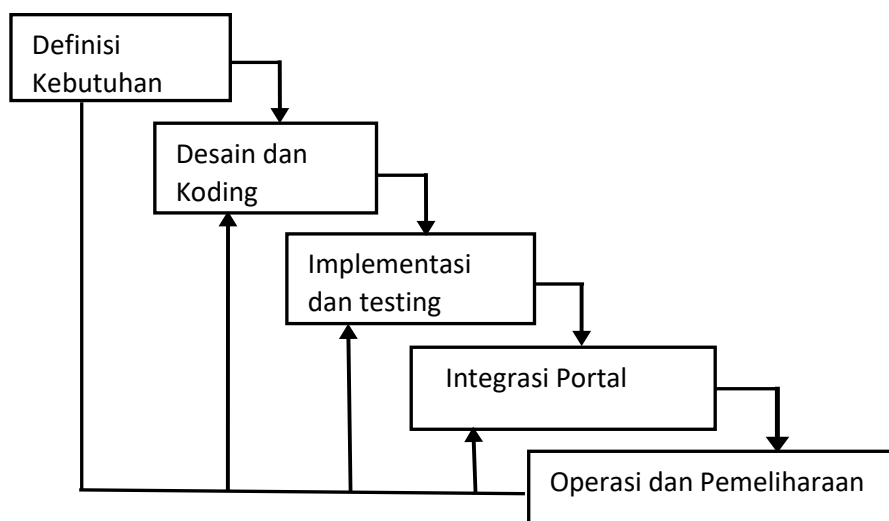 Definisi
Kebutuhan
Desain dan
Koding
Implementasi
dan testing
Integrasi Portal
Operasi dan Pemeliharaan